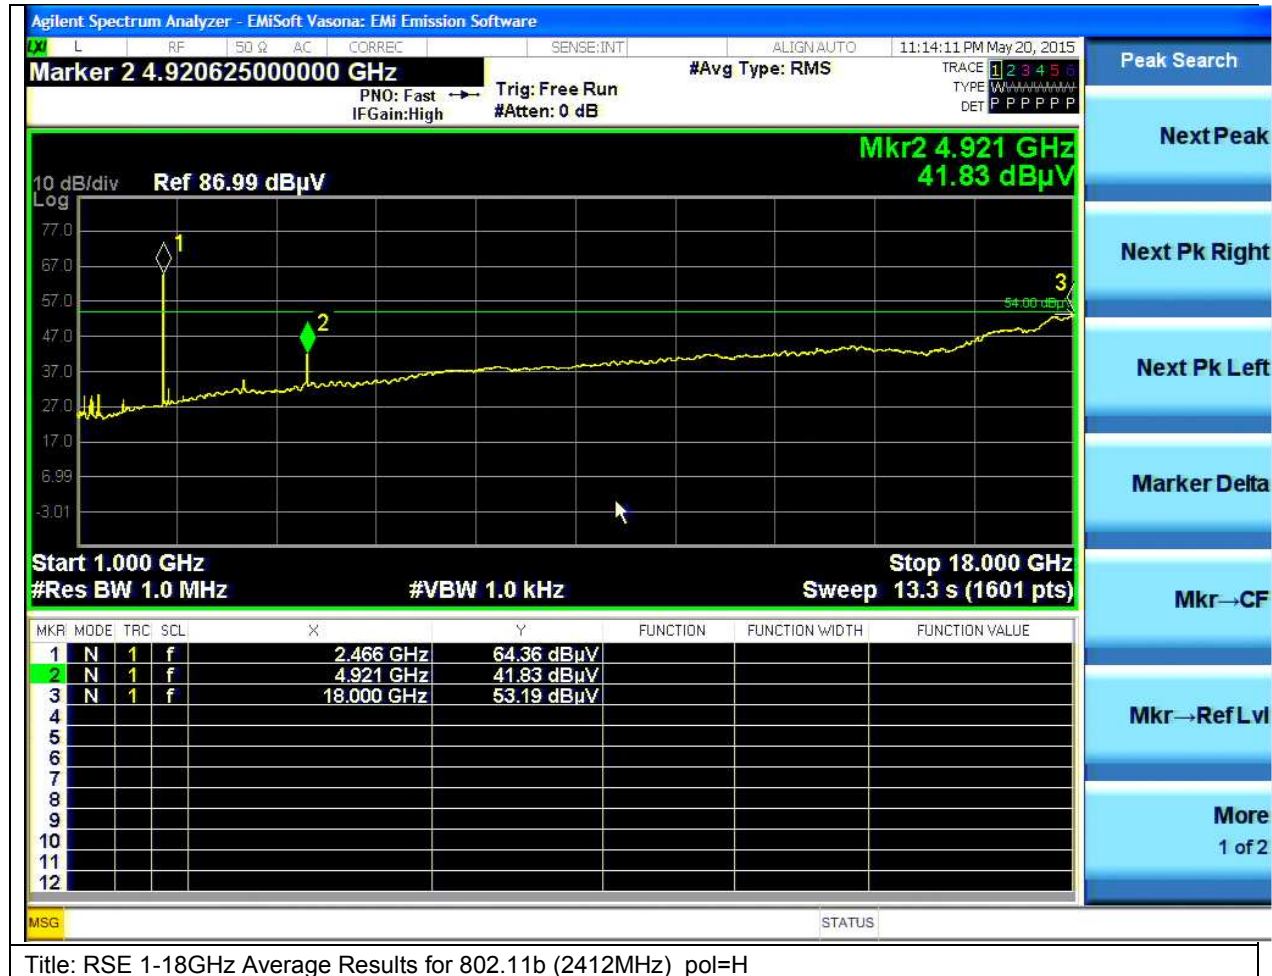 Agilent Spectrum Analyzer - EMiSoft Vasona: EMi Emission Software
LXI L RF 50 Ω AC CORREC SENSE:INT ALIGN AUTO 11:14:11 PM May 20, 2015
Marker 2 4.920625000000 GHz
PNO: Fast
IFGain:High
Trig: Free Run
#Atten: 0 dB
#Avg Type: RMS
TRACE 1 2 3 4 5 6
TYPE WWWWWW
DET P P P P P P
Mkr2 4.921 GHz
41.83 dBµV
10 dB/div Ref 86.99 dBµV
Log
77.0
67.0
57.0
47.0
37.0
27.0
17.0
6.99
-3.01
1
2
3
54.00 dBµV
Start 1.000 GHz Stop 18.000 GHz
#Res BW 1.0 MHz #VBW 1.0 kHz Sweep 13.3 s (1601 pts)
MKR MODE TRC SCL X Y FUNCTION FUNCTION WIDTH FUNCTION VALUE
1 N 1 f 2.466 GHz 64.36 dBµV
2 N 1 f 4.921 GHz 41.83 dBµV
3 N 1 f 18.000 GHz 53.19 dBµV
4
5
6
7
8
9
10
11
12
MSG STATUS
Peak Search
Next Peak
Next Pk Right
Next Pk Left
Marker Delta
Mkr→CF
Mkr→Ref Lvl
More
1 of 2
Title: RSE 1-18GHz Average Results for 802.11b (2412MHz) pol=H